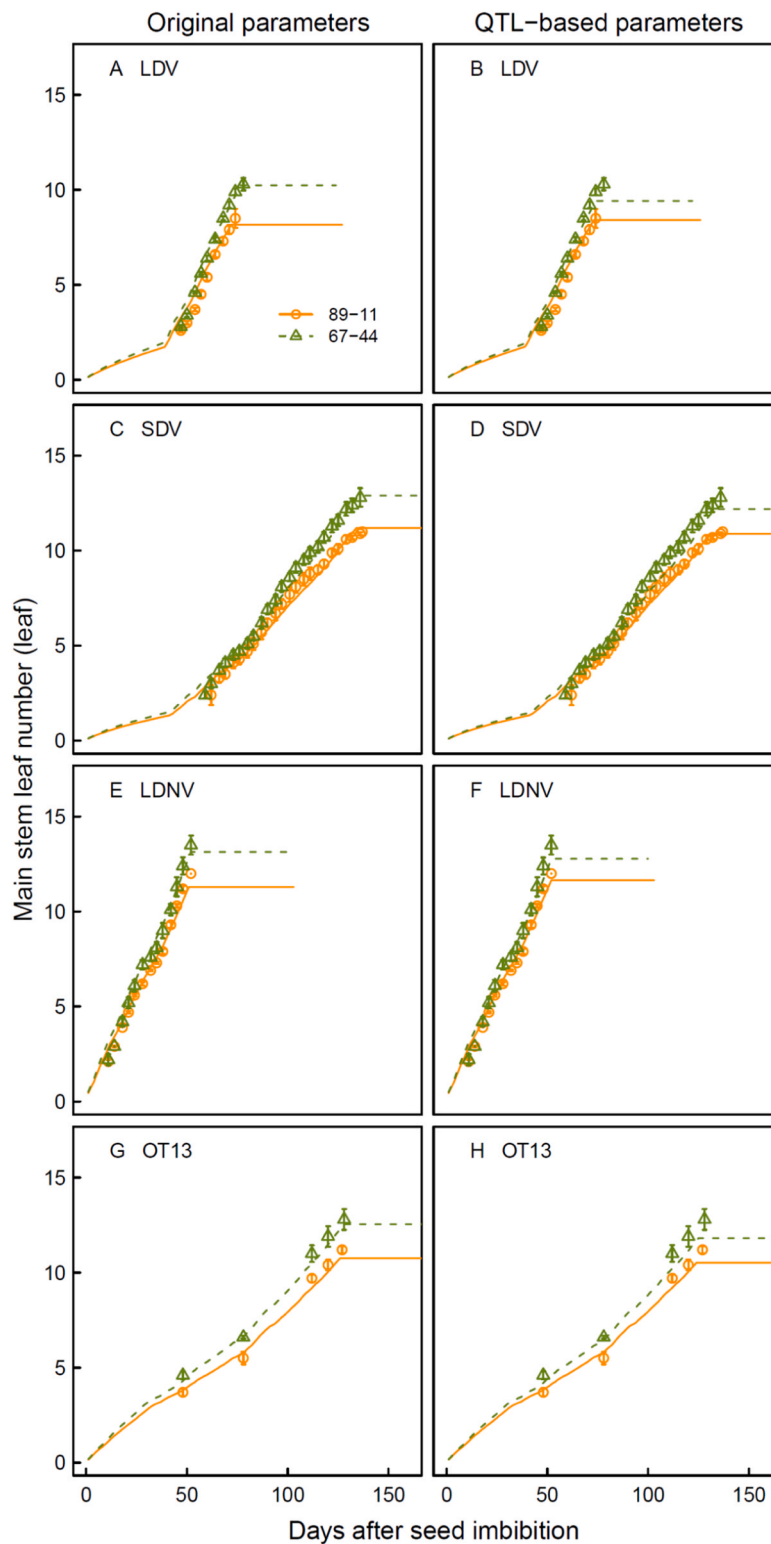 Original parameters
QTL−based parameters
A LDV
B LDV
15
10
5
0
89−11
67−44
C SDV
D SDV
15
10
5
0
Main stem leaf number (leaf)
E LDNV
F LDNV
15
10
5
0
G OT13
H OT13
15
10
5
0
0 50 100 150
0 50 100 150
Days after seed imbibition